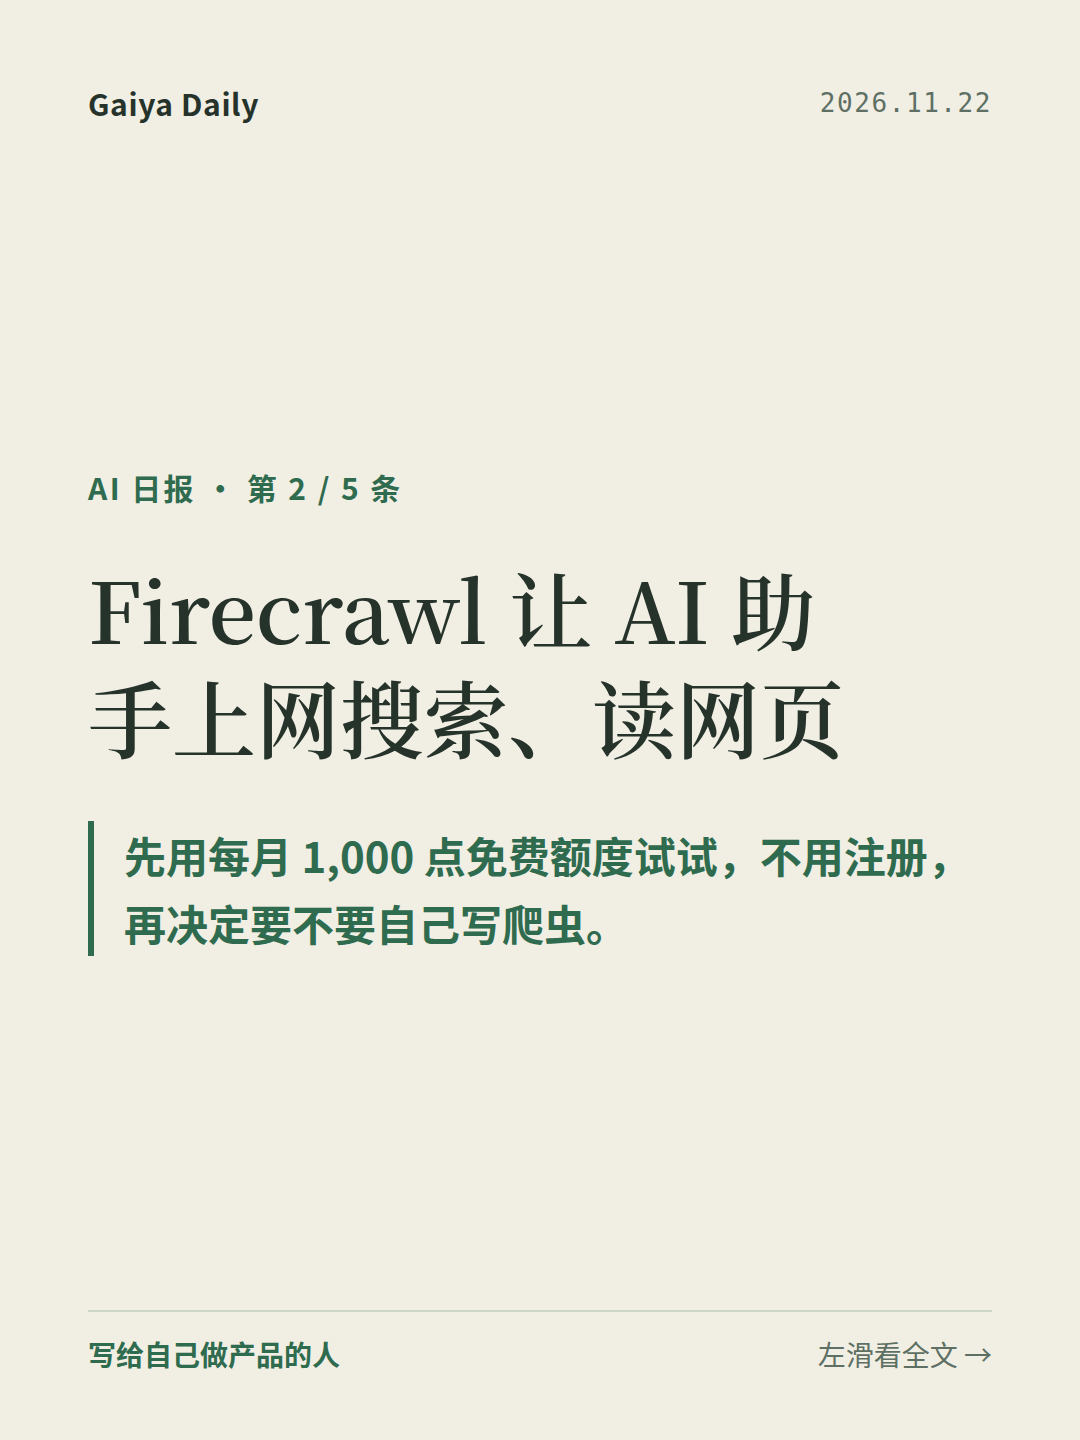 Gaiya Daily
2026.11.22
AI 日报 · 第 2 / 5 条
Firecrawl 让 AI 助
手上网搜索、读网页
先用每月 1,000 点免费额度试试，不用注册，
再决定要不要自己写爬虫。
写给自己做产品的人
左滑看全文 →